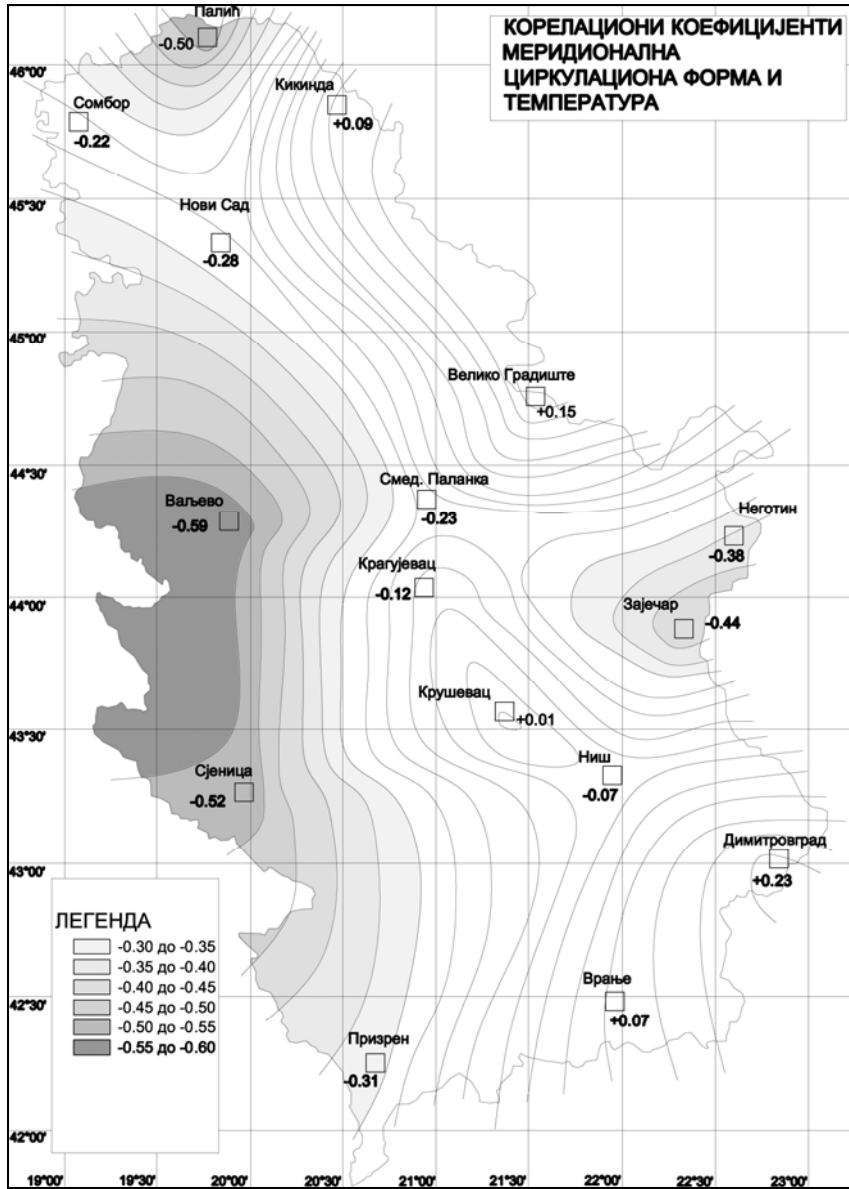 КОРЕЛАЦИОНИ КОЕФИЦИЈЕНТИ
МЕРИДИОНАЛНА
ЦИРКУЛАЦИОНА ФОРМА И
ТЕМПЕРАТУРА
Палић
-0.50
46°00'
Кикинда
+0.09
Сомбор
-0.22
45°30'
Нови Сад
-0.28
45°00'
Велико Градиште
+0.15
44°30'
Смед. Паланка
-0.23
Ваљево
-0.59
Неготин
-0.38
Крагујевац
-0.12
44°00'
Зајечар
-0.44
Крушевац
+0.01
43°30'
Ниш
-0.07
Сјеница
-0.52
Димитровград
+0.23
43°00'
ЛЕГЕНДА
-0.30 до -0.35
-0.35 до -0.40
-0.40 до -0.45
-0.45 до -0.50
-0.50 до -0.55
-0.55 до -0.60
Врање
+0.07
42°30'
Призрен
-0.31
42°00'
19°00' 19°30' 20°00' 20°30' 21°00' 21°30' 22°00' 22°30' 23°00'